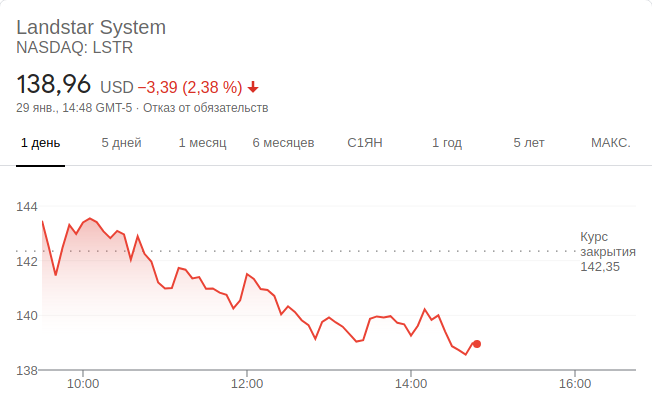 Landstar System
NASDAQ: LSTR
138,96 USD −3,39 (2,38 %)
29 янв., 14:48 GMT-5 · Отказ от обязательств
1 день 5 дней 1 месяц 6 месяцев С1ЯН 1 год 5 лет МАКС.
144
142
140
138
Курс
закрытия
142,35
10:00 12:00 14:00 16:00